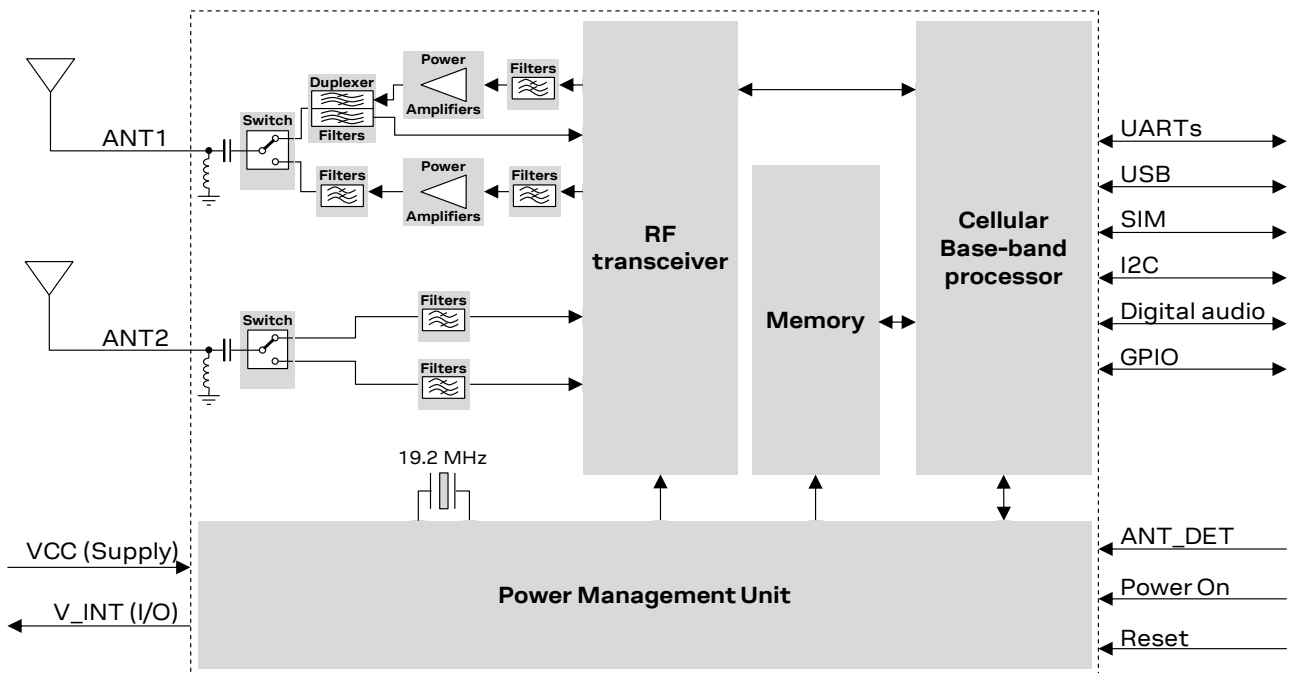 Power
Amplifiers
Filters
Duplexer
Filters
Switch
ANT1
Filters
Power
Amplifiers
Filters
RF
transceiver
Cellular
Base-band
processor
Memory
UARTs
USB
SIM
I2C
Digital audio
GPIO
Filters
Switch
ANT2
Filters
19.2 MHz
VCC (Supply)
V_INT (I/O)
Power Management Unit
ANT_DET
Power On
Reset